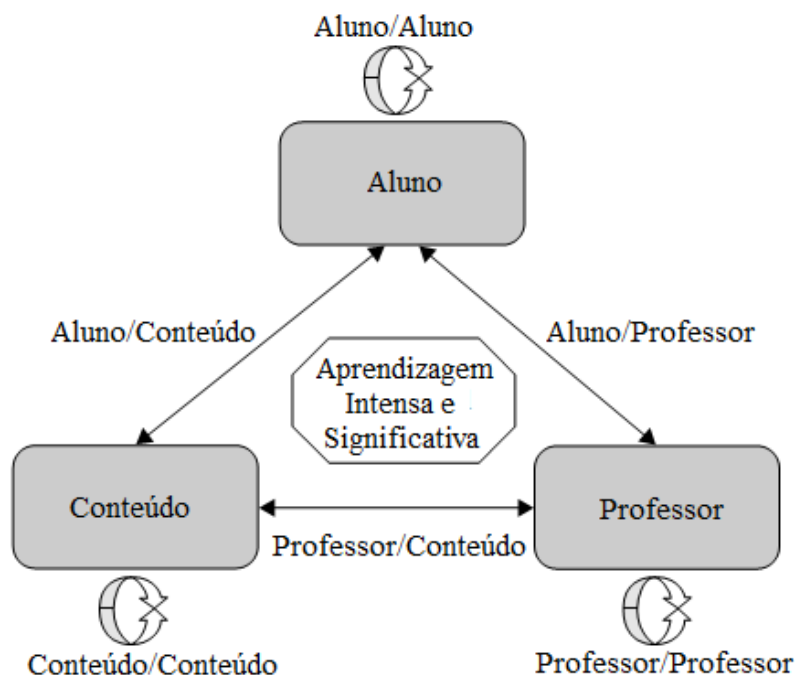 Aluno/Aluno
Aluno
Aluno/Conteúdo
Aluno/Professor
Aprendizagem
Intensa e
Significativa
Conteúdo
Professor
Professor/Conteúdo
Conteúdo/Conteúdo
Professor/Professor